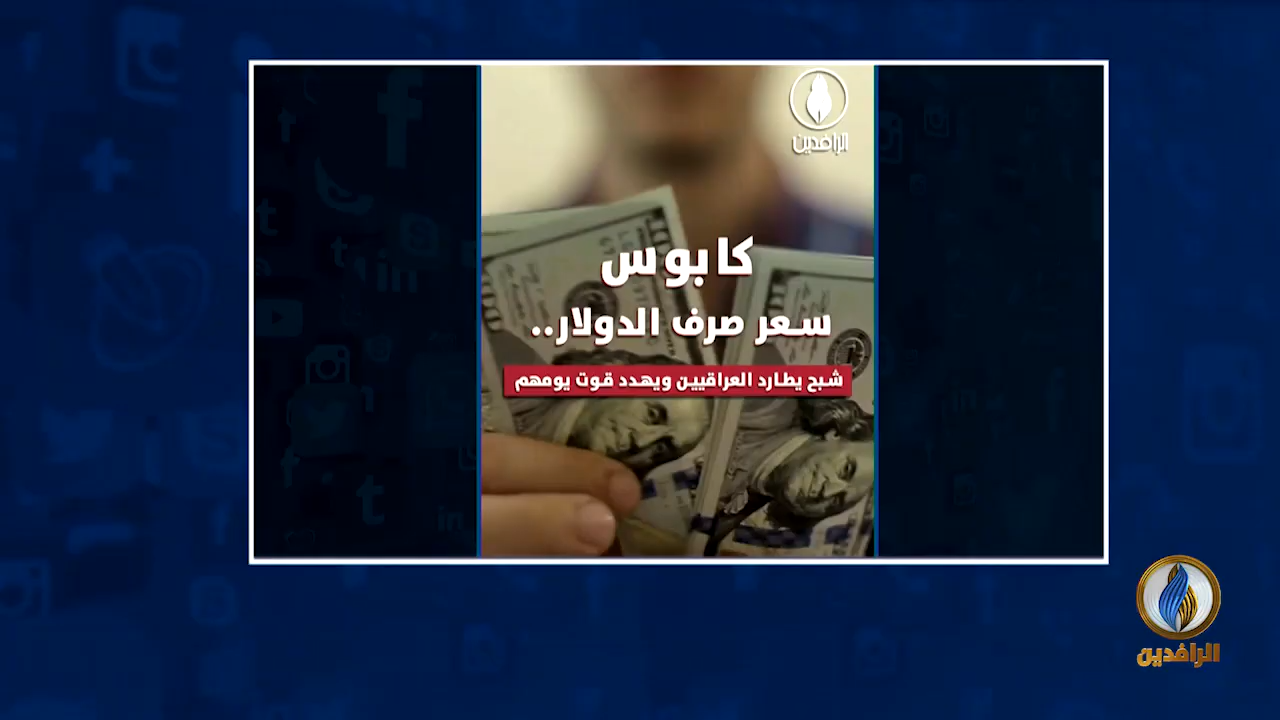 الرافدين
كابوس
سعر صرف الدولار..
شبح يطارد العراقيين ويهدد قوت يومهم
الرافدين